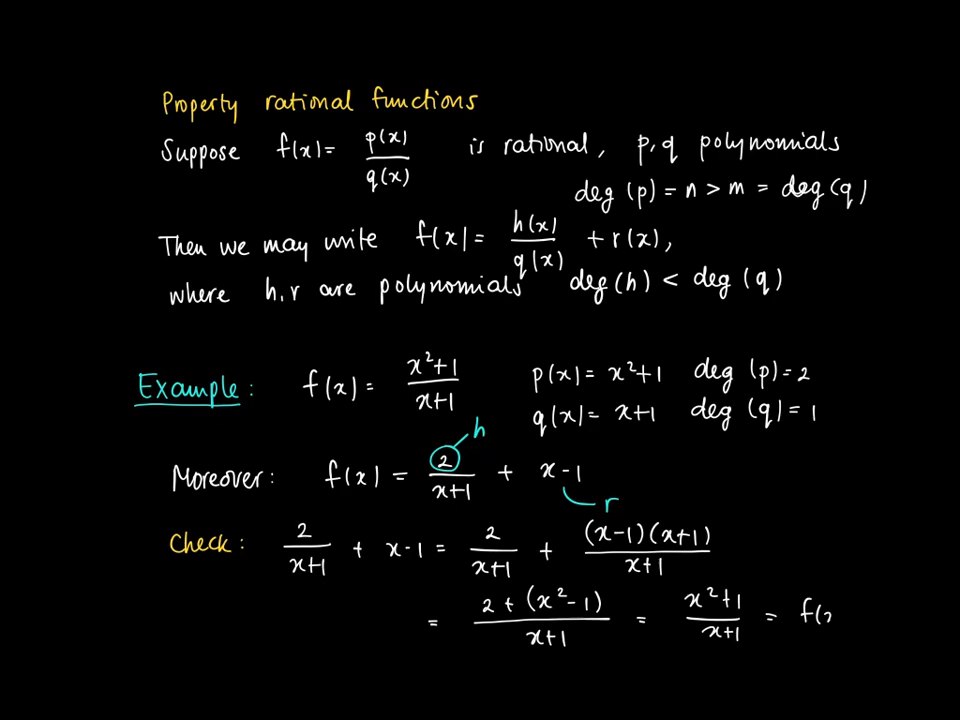 Property rational functions
Suppose f(x) = p(x)/q(x) is rational, p, q polynomials
deg (p) = n > m = deg (q)
Then we may write f(x) = h(x)/q(x) + r(x),
where h, r are polynomials deg(h) < deg (q)
Example: f(x) = x²+1/x+1 p(x) = x²+1 deg (p) = 2
q(x) = x+1 deg (q) = 1
h
Moreover: f(x) = 2/x+1 + x-1
r
Check: 2/x+1 + x-1 = 2/x+1 + (x-1)(x+1)/x+1
= 2 + (x²-1)/x+1 = x²+1/x+1 = f(